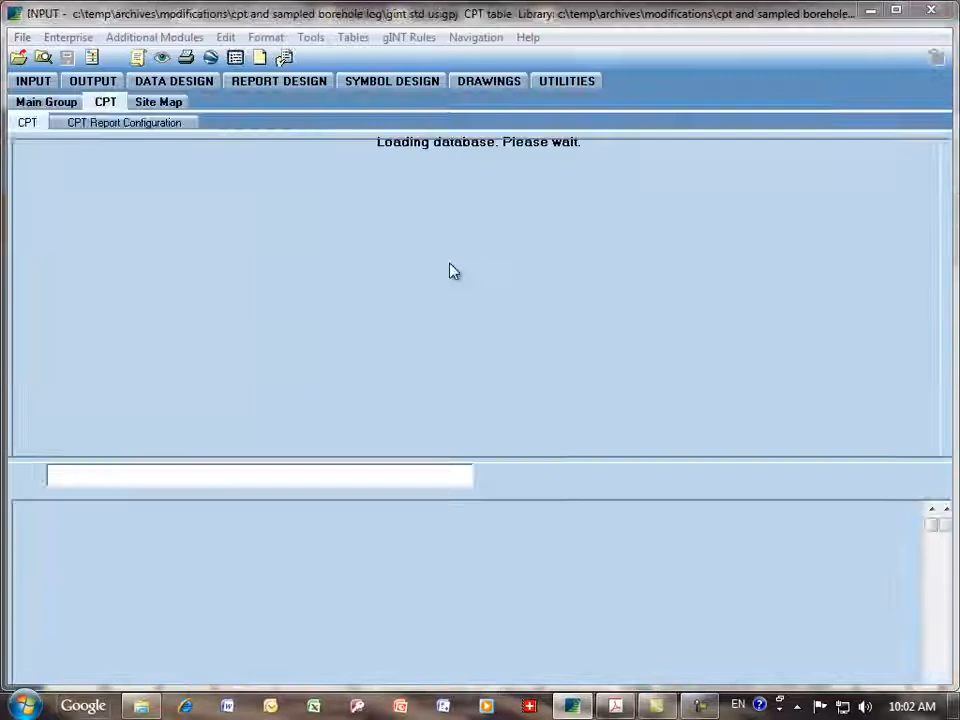 INPUT - c:\temp\archives\modifications\cpt and sampled borehole log\gint std us.gpj CPT table Library: c:\temp\archives\modifications\cpt and sampled borehole...
File Enterprise Additional Modules Edit Format Tools Tables gINT Rules Navigation Help
INPUT OUTPUT DATA DESIGN REPORT DESIGN SYMBOL DESIGN DRAWINGS UTILITIES
Main Group CPT Site Map
CPT CPT Report Configuration
Loading database. Please wait.
Google EN 10:02 AM